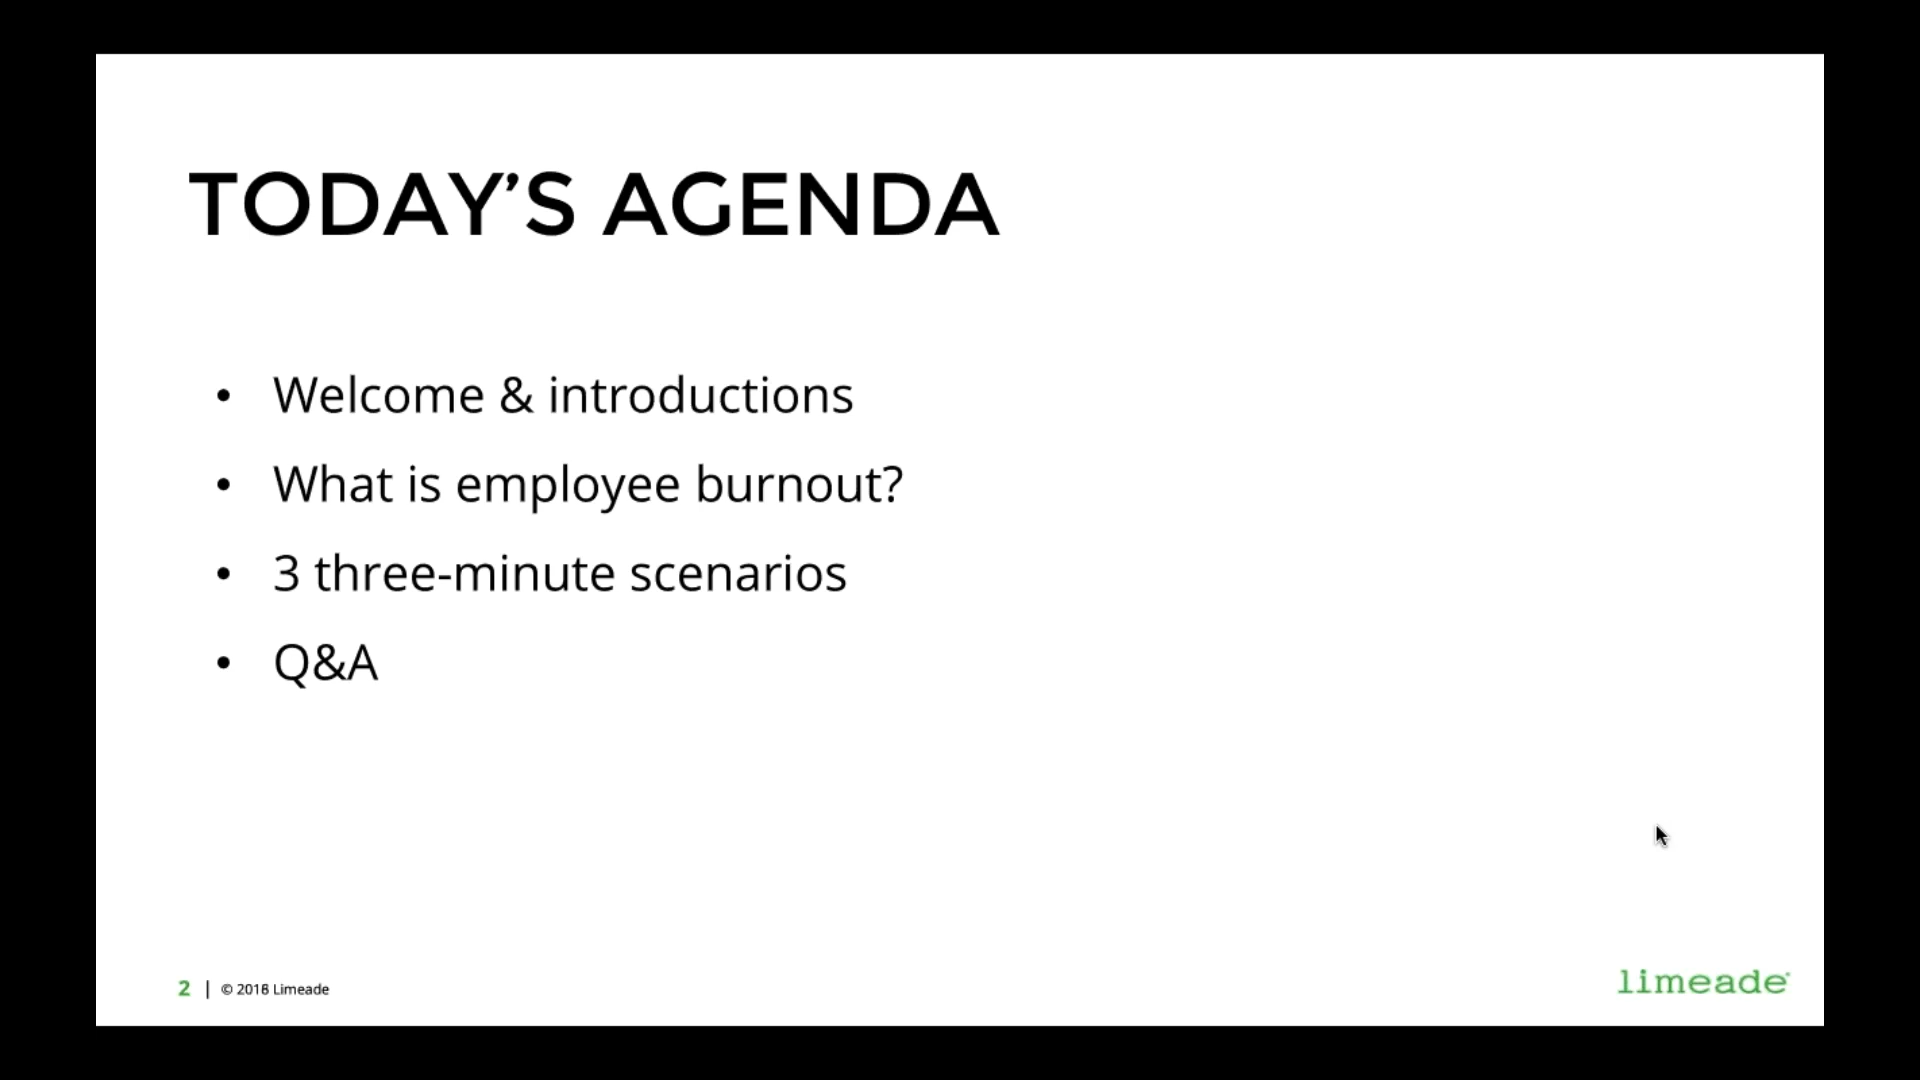 TODAY’S AGENDA
• Welcome & introductions
• What is employee burnout?
• 3 three-minute scenarios
• Q&A
2 | © 2018 Limeade
limeade